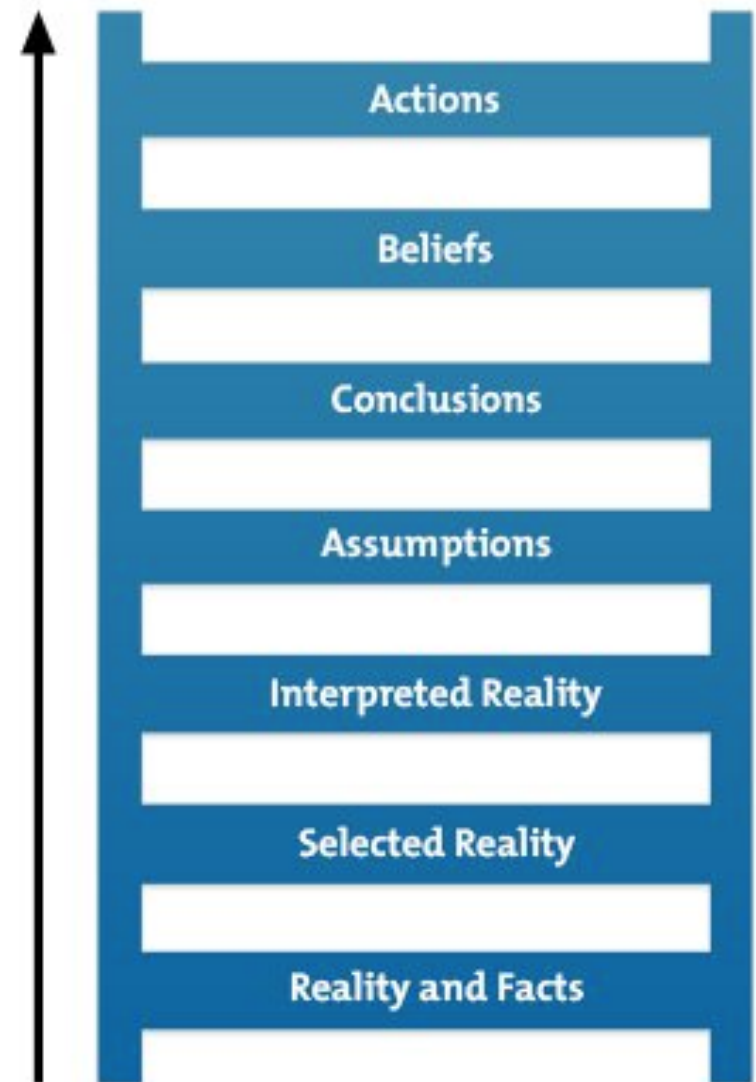 Actions
Beliefs
Conclusions
Assumptions
Interpreted Reality
Selected Reality
Reality and Facts